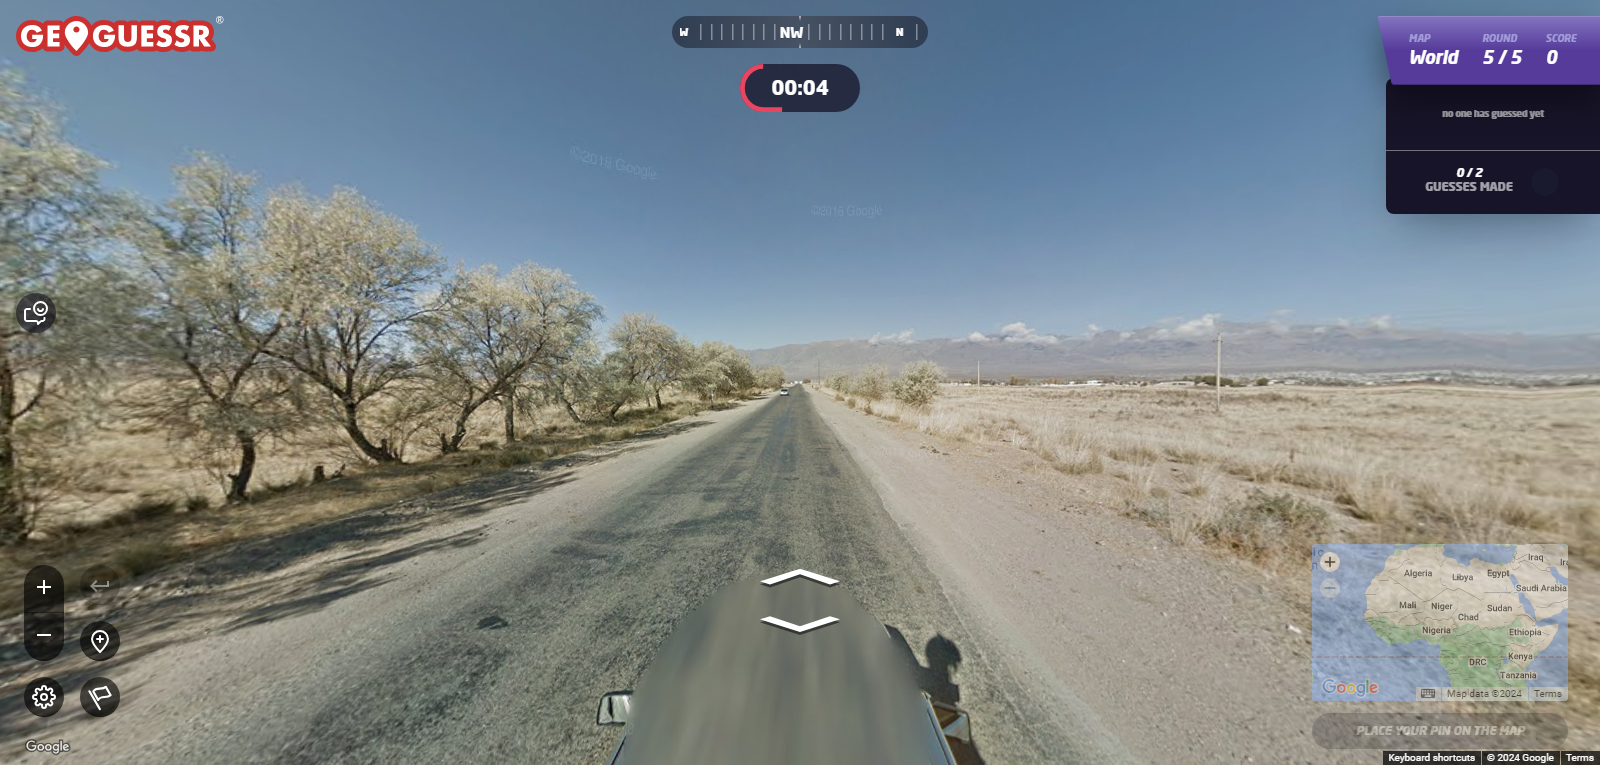 GEOGUESSR®
W NW N
00:04
MAP ROUND SCORE
World 5 / 5 0
no one has guessed yet
0 / 2
GUESSES MADE
©2018 Google
©2016 Google
+
−
Google
+
−
Iraq
Algeria
Libya
Egypt
Saudi Arabia
Mali
Niger
Chad
Sudan
Nigeria
Ethiopia
DRC
Kenya
Tanzania
Google
Map data ©2024 Terms
PLACE YOUR PIN ON THE MAP
Keyboard shortcuts © 2024 Google Terms